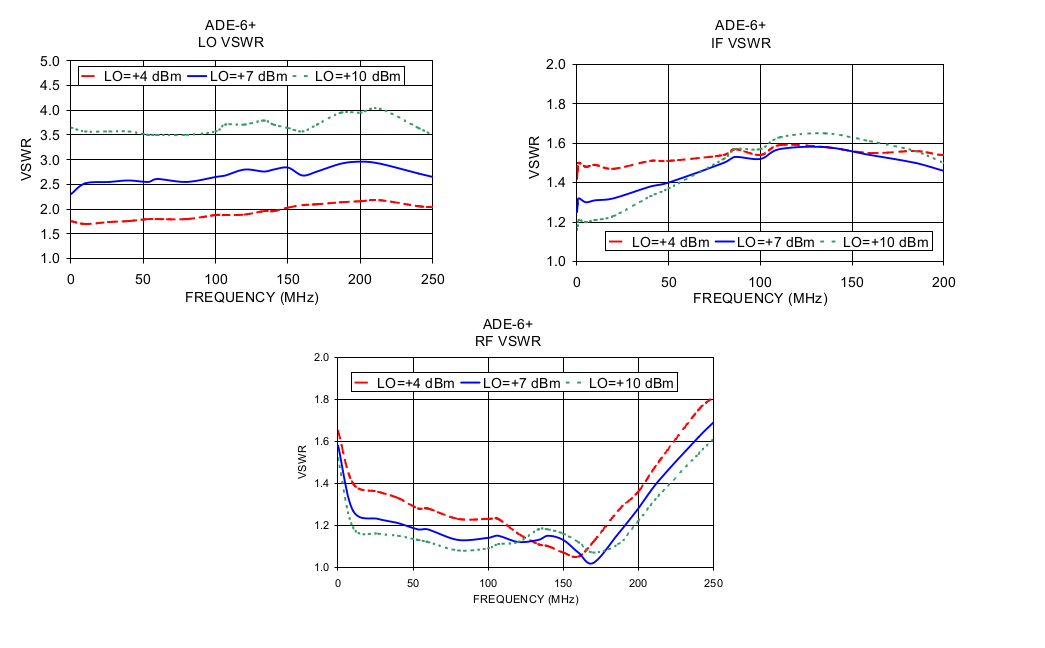 ADE-6+
LO VSWR
5.0
4.5
4.0
3.5
3.0
2.5
2.0
1.5
1.0
VSWR
LO=+4 dBm LO=+7 dBm LO=+10 dBm
0 50 100 150 200 250
FREQUENCY (MHz)
ADE-6+
IF VSWR
2.0
1.8
1.6
1.4
1.2
1.0
VSWR
LO=+4 dBm LO=+7 dBm LO=+10 dBm
0 50 100 150 200
FREQUENCY (MHz)
ADE-6+
RF VSWR
2.0
1.8
1.6
1.4
1.2
1.0
VSWR
LO=+4 dBm LO=+7 dBm LO=+10 dBm
0 50 100 150 200 250
FREQUENCY (MHz)